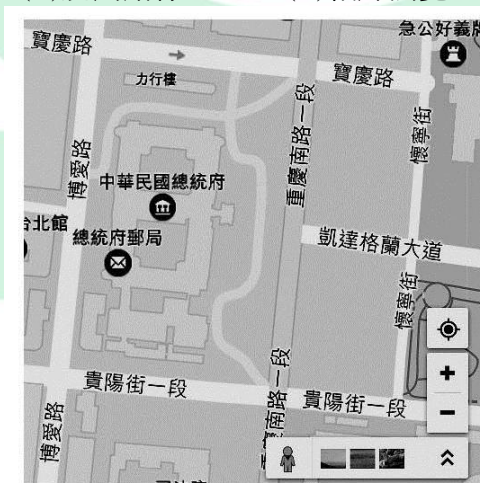 急公好義牌
寶慶路
寶慶路
力行樓
懷寧街
博愛路
重慶南路一段
中華民國總統府
台北館
總統府郵局
凱達格蘭大道
懷寧街
貴陽街一段
貴陽街一段
重慶南路一段
博愛路